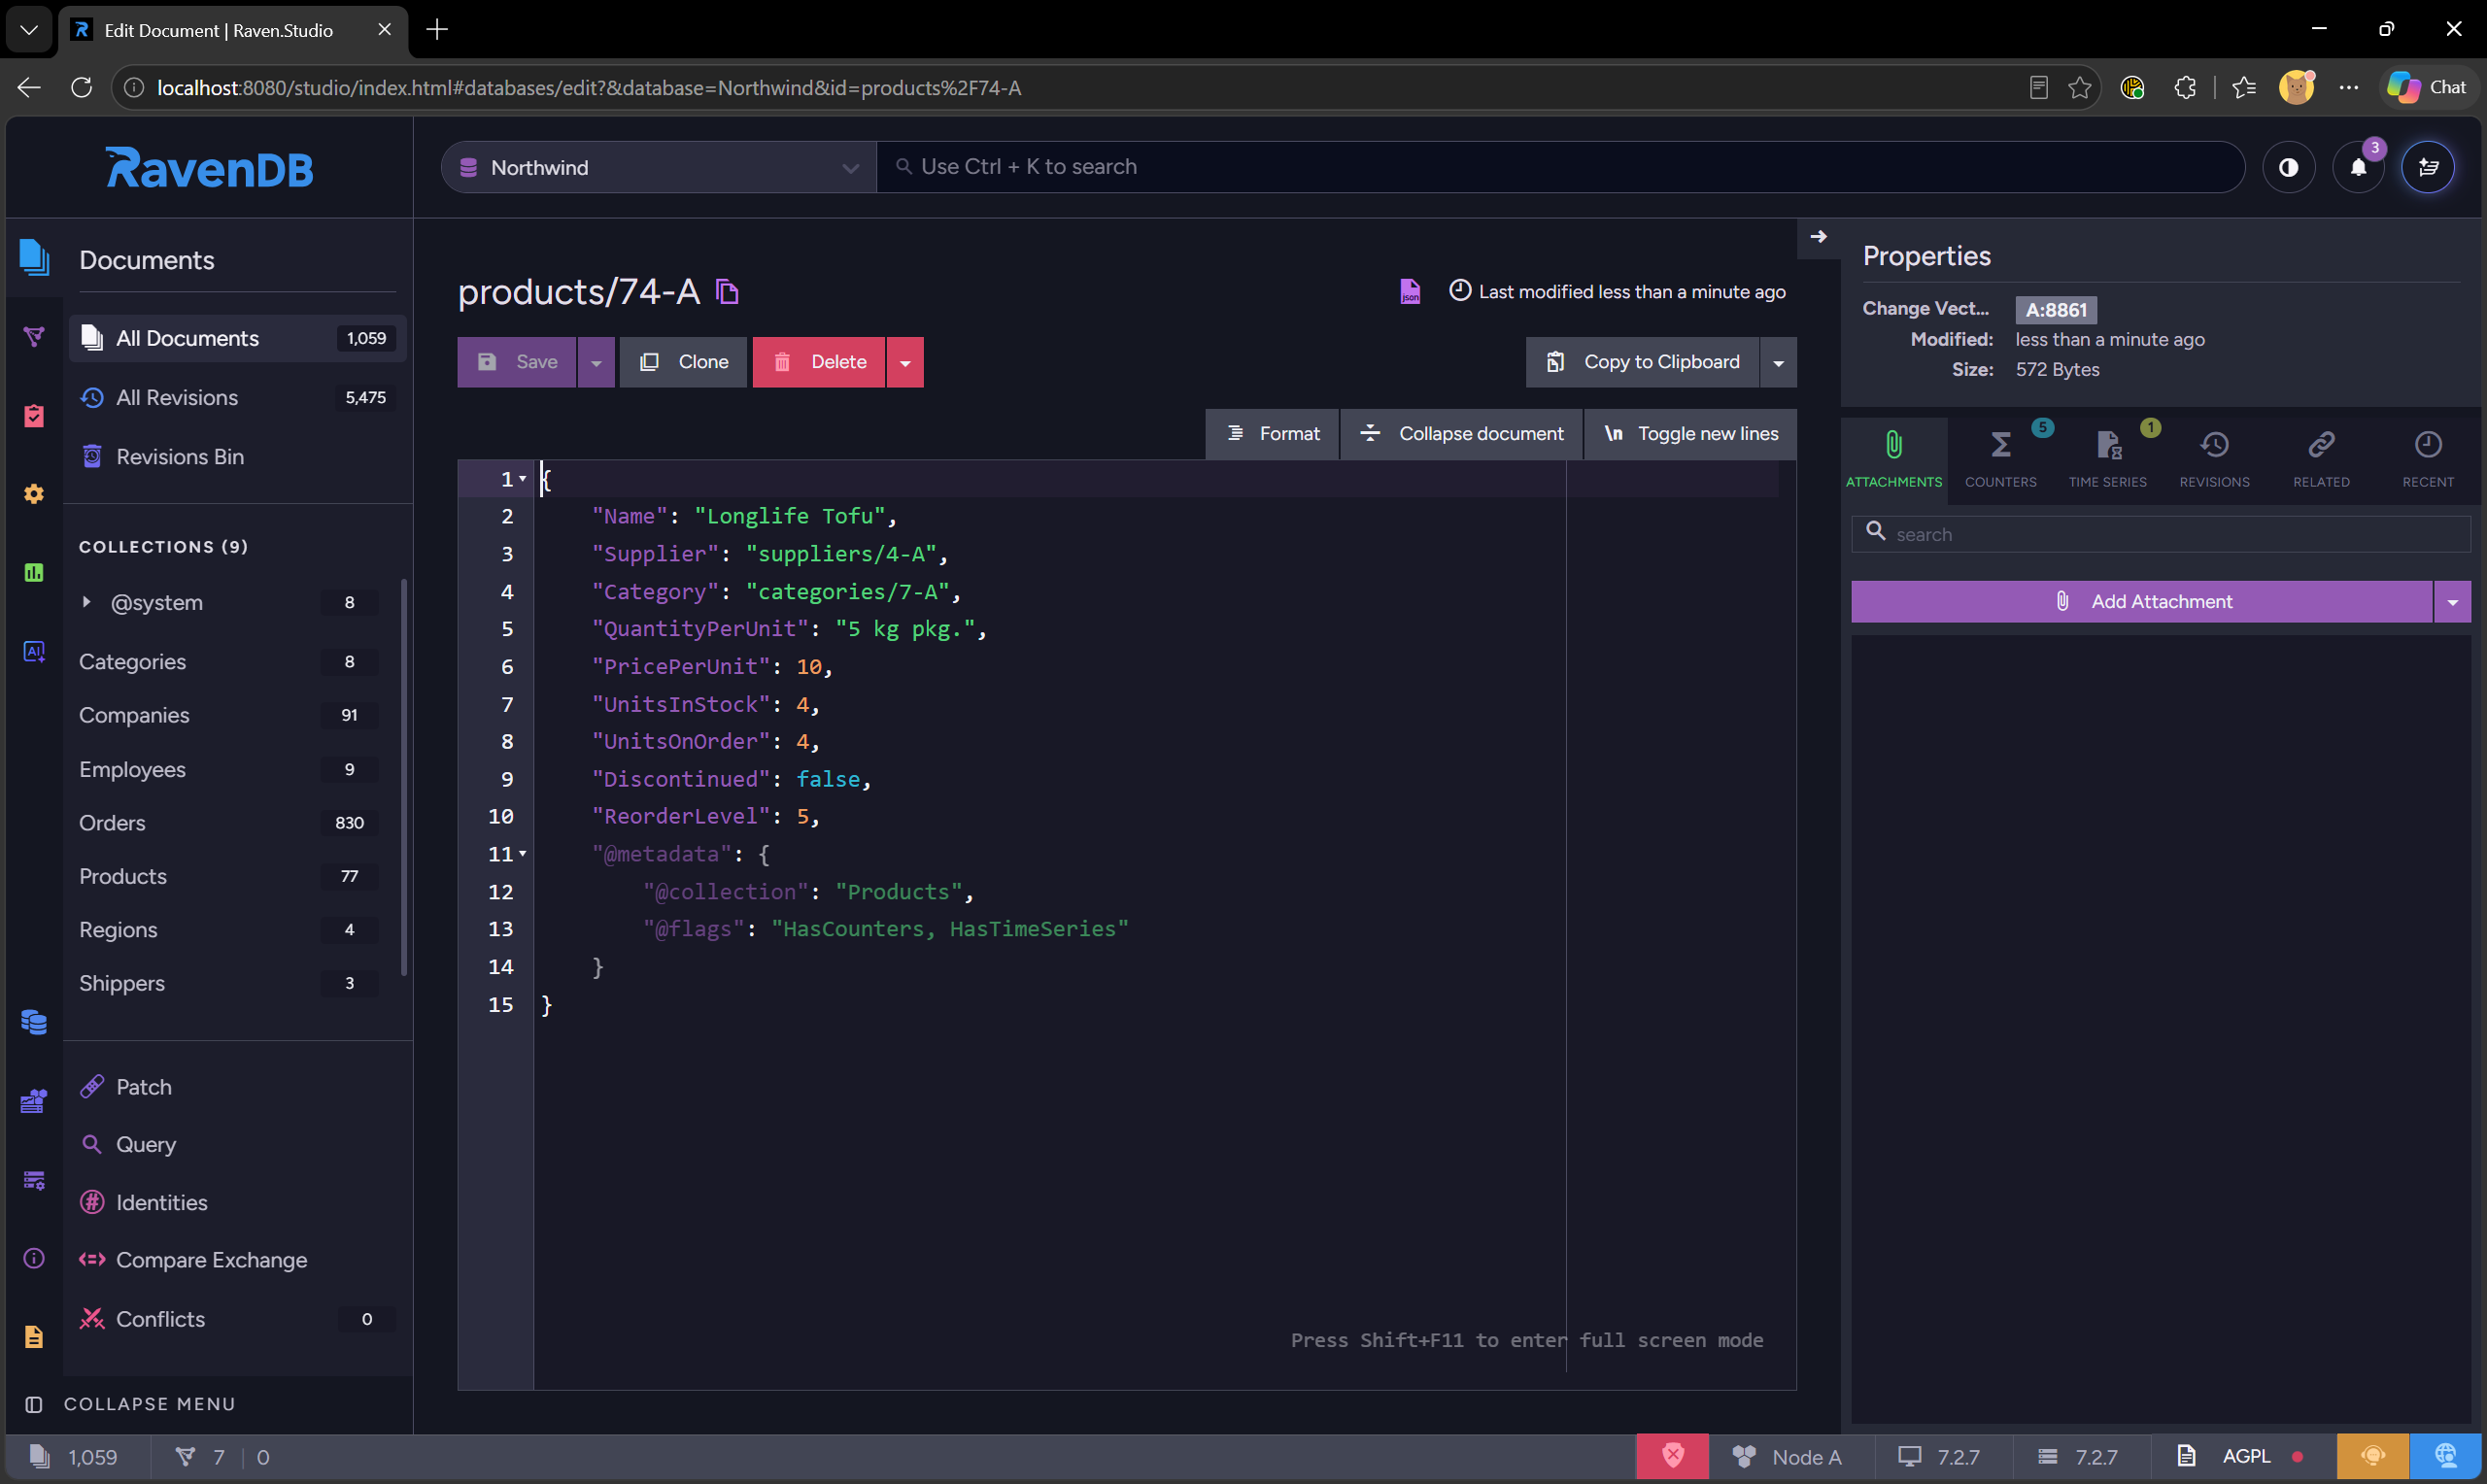 Edit Document | Raven.Studio
localhost:8080/studio/index.html#databases/edit?&database=Northwind&id=products%2F74-A
Chat
RavenDB
Northwind
Use Ctrl + K to search
3
Documents
All Documents 1,059
All Revisions 5,475
Revisions Bin
COLLECTIONS (9)
@system 8
Categories 8
Companies 91
Employees 9
Orders 830
Products 77
Regions 4
Shippers 3
Patch
Query
Identities
Compare Exchange
Conflicts 0
COLLAPSE MENU
products/74-A
json
Last modified less than a minute ago
Save
Clone
Delete
Copy to Clipboard
Format
Collapse document
\n Toggle new lines
1 {
2 "Name": "Longlife Tofu",
3 "Supplier": "suppliers/4-A",
4 "Category": "categories/7-A",
5 "QuantityPerUnit": "5 kg pkg.",
6 "PricePerUnit": 10,
7 "UnitsInStock": 4,
8 "UnitsOnOrder": 4,
9 "Discontinued": false,
10 "ReorderLevel": 5,
11 "@metadata": {
12 "@collection": "Products",
13 "@flags": "HasCounters, HasTimeSeries"
14 }
15 }
Press Shift+F11 to enter full screen mode
Properties
Change Vect... A:8861
Modified: less than a minute ago
Size: 572 Bytes
ATTACHMENTS
5
COUNTERS
1
TIME SERIES
REVISIONS
RELATED
RECENT
search
Add Attachment
AI
1,059
7 | 0
Node A
7.2.7
7.2.7
AGPL